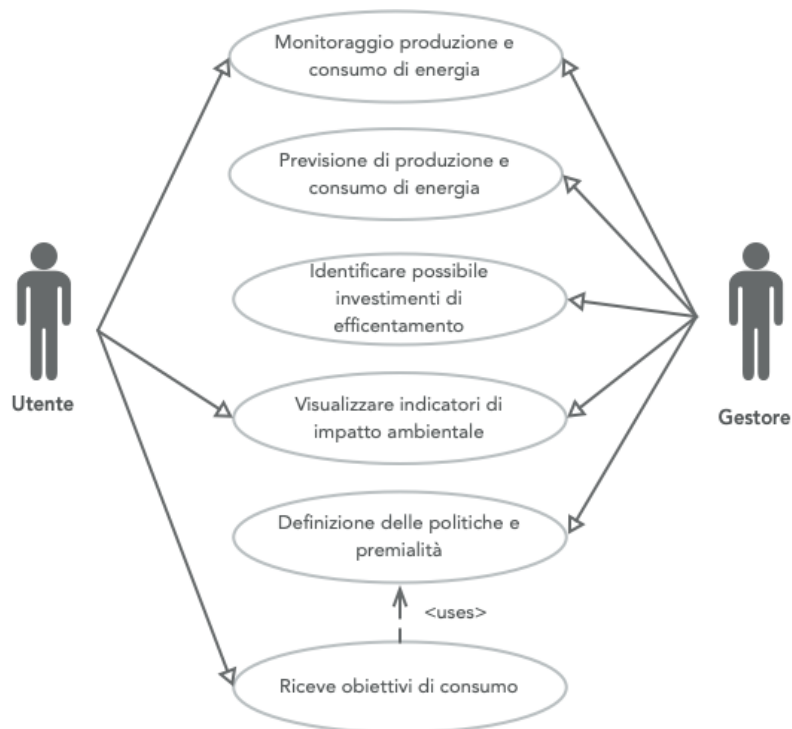 Monitoraggio produzione e
consumo di energia
Previsione di produzione e
consumo di energia
Identificare possibile
investimenti di
efficentamento
Utente
Visualizzare indicatori di
impatto ambientale
Gestore
Definizione delle politiche e
premialità
<uses>
Riceve obiettivi di consumo